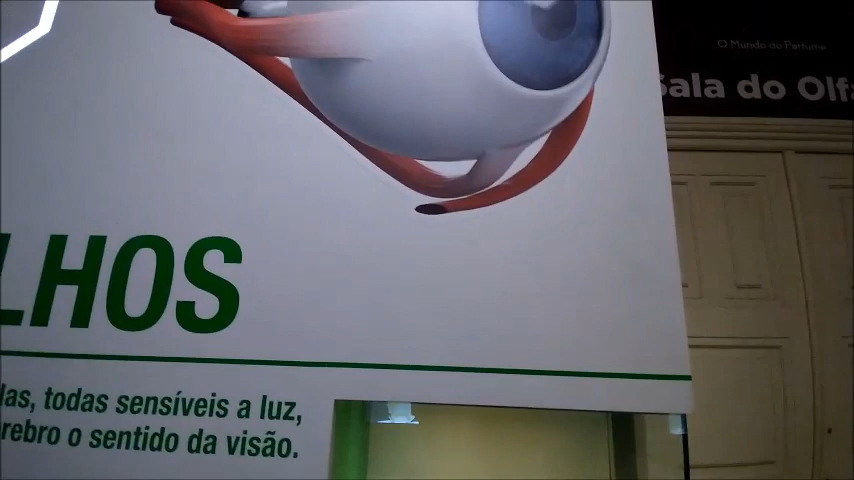 LHOS
las, todas sensíveis a luz,
rebro o sentido da visão.
O Mundo do Perfume
Sala do Olfa